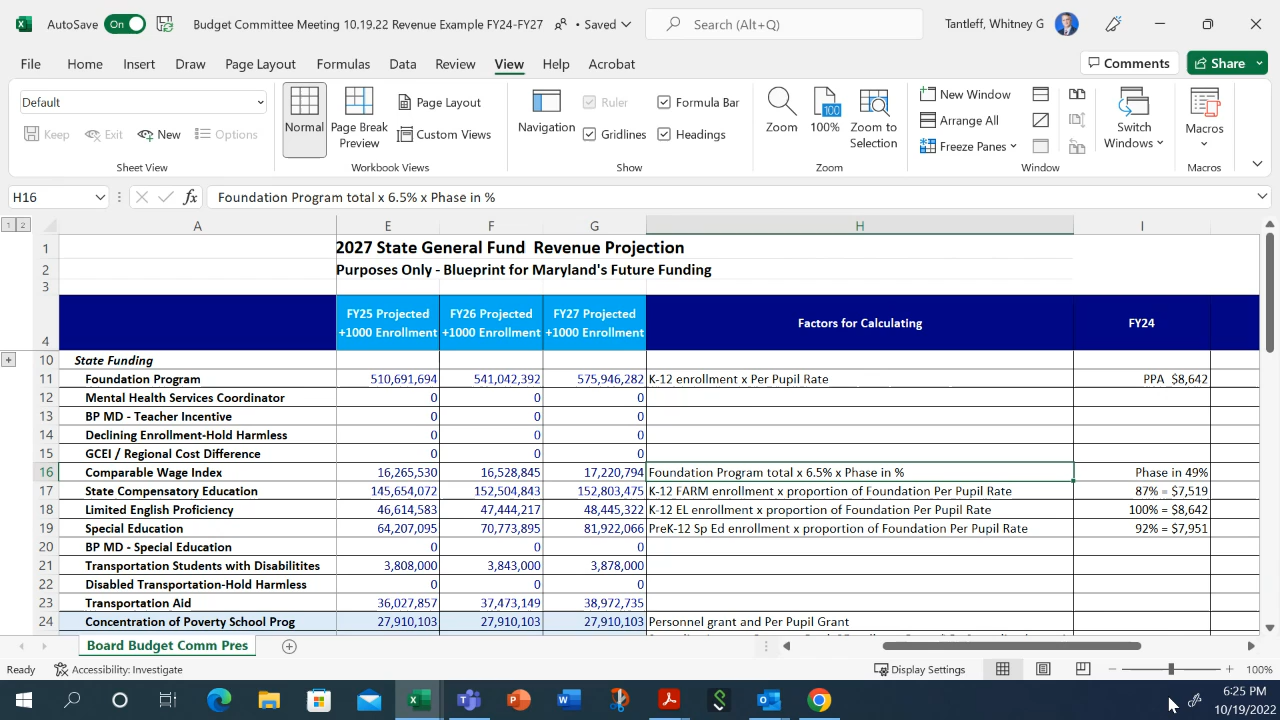 AutoSave On Budget Committee Meeting 10.19.22 Revenue Example FY24-FY27 • Saved Search (Alt+Q) Tantleff, Whitney G
File Home Insert Draw Page Layout Formulas Data Review View Help Acrobat Comments Share
Default Normal Page Break Preview Page Layout Navigation Ruler Formula Bar Zoom 100 100% Zoom to Selection New Window Switch Windows Macros
Keep Exit New Options Custom Views Gridlines Headings Arrange All
Freeze Panes
Sheet View Workbook Views Show Zoom Window Macros
H16 fx Foundation Program total x 6.5% x Phase in %
1 2 A E F G H I
1 2027 State General Fund Revenue Projection
2 Purposes Only - Blueprint for Maryland's Future Funding
3
4 FY25 Projected +1000 Enrollment FY26 Projected +1000 Enrollment FY27 Projected +1000 Enrollment Factors for Calculating FY24
10 State Funding
11 Foundation Program 510,691,694 541,042,392 575,946,282 K-12 enrollment x Per Pupil Rate PPA $8,642
12 Mental Health Services Coordinator 0 0 0
13 BP MD - Teacher Incentive 0 0 0
14 Declining Enrollment-Hold Harmless 0 0 0
15 GCEI / Regional Cost Difference 0 0 0
16 Comparable Wage Index 16,265,530 16,528,845 17,220,794 Foundation Program total x 6.5% x Phase in % Phase in 49%
17 State Compensatory Education 145,654,072 152,504,843 152,803,475 K-12 FARM enrollment x proportion of Foundation Per Pupil Rate 87% = $7,519
18 Limited English Proficiency 46,614,583 47,444,217 48,445,322 K-12 EL enrollment x proportion of Foundation Per Pupil Rate 100% = $8,642
19 Special Education 64,207,095 70,773,895 81,922,066 PreK-12 Sp Ed enrollment x proportion of Foundation Per Pupil Rate 92% = $7,951
20 BP MD - Special Education 0 0 0
21 Transportation Students with Disabilitites 3,808,000 3,843,000 3,878,000
22 Disabled Transportation-Hold Harmless 0 0 0
23 Transportation Aid 36,027,857 37,473,149 38,972,735
24 Concentration of Poverty School Prog 27,910,103 27,910,103 27,910,103 Personnel grant and Per Pupil Grant
Board Budget Comm Pres
Ready Accessibility: Investigate Display Settings 100%
6:25 PM
10/19/2022